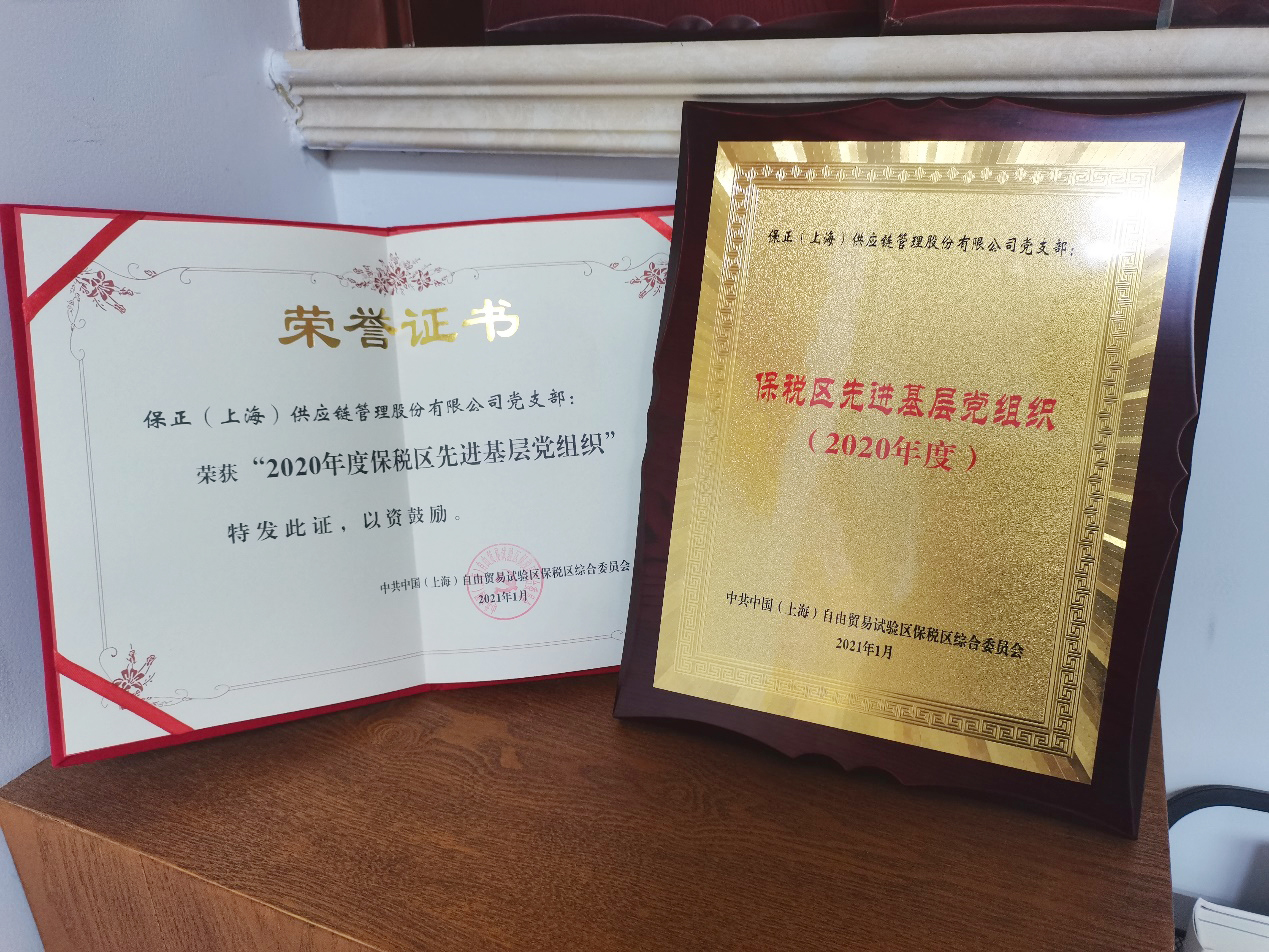 荣誉证书
保正（上海）供应链管理股份有限公司党支部：
荣获“2020年度保税区先进基层党组织”
特发此证，以资鼓励。
中共中国（上海）自由贸易试验区保税区综合委员会
2021年1月
保正（上海）供应链管理股份有限公司党支部：
保税区先进基层党组织
（2020年度）
中共中国（上海）自由贸易试验区保税区综合委员会
2021年1月